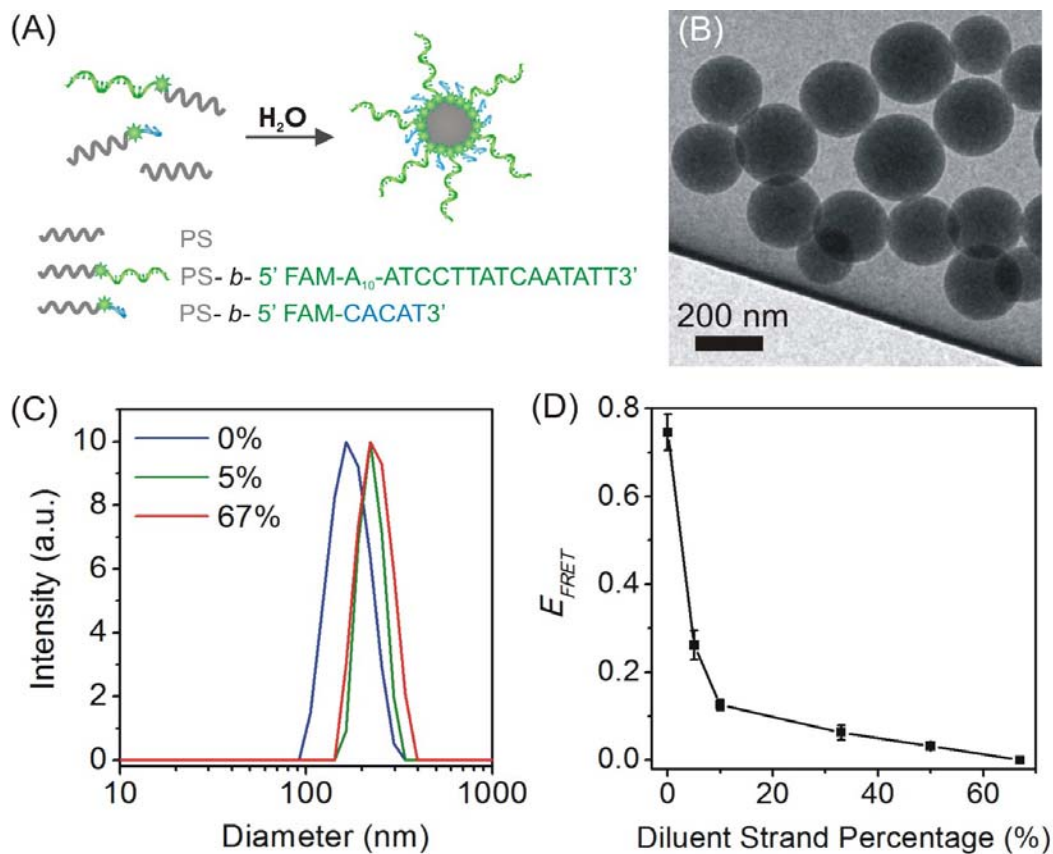 (A)
H₂O
PS
PS- b- 5' FAM-A₁₀-ATCCTTATCAATATT3'
PS- b- 5' FAM-CACAT3'
(B)
200 nm
(C)
0%
5%
67%
10
8
6
4
2
0
Intensity (a.u.)
10
100
1000
Diameter (nm)
(D)
0.8
0.6
0.4
0.2
0.0
E_FRET
0
20
40
60
Diluent Strand Percentage (%)